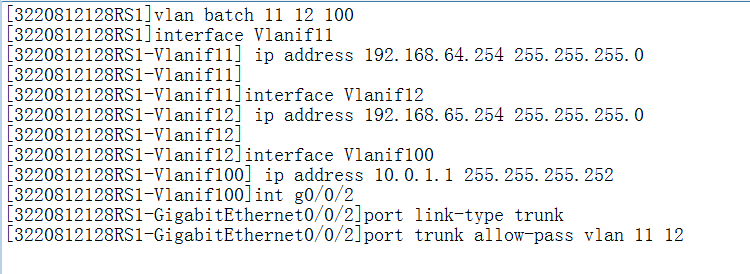 [3220812128RS1]vlan batch 11 12 100
[3220812128RS1]interface Vlanif11
[3220812128RS1-Vlanif11] ip address 192.168.64.254 255.255.255.0
[3220812128RS1-Vlanif11]
[3220812128RS1-Vlanif11]interface Vlanif12
[3220812128RS1-Vlanif12] ip address 192.168.65.254 255.255.255.0
[3220812128RS1-Vlanif12]
[3220812128RS1-Vlanif12]interface Vlanif100
[3220812128RS1-Vlanif100] ip address 10.0.1.1 255.255.255.252
[3220812128RS1-Vlanif100]int g0/0/2
[3220812128RS1-GigabitEthernet0/0/2]port link-type trunk
[3220812128RS1-GigabitEthernet0/0/2]port trunk allow-pass vlan 11 12